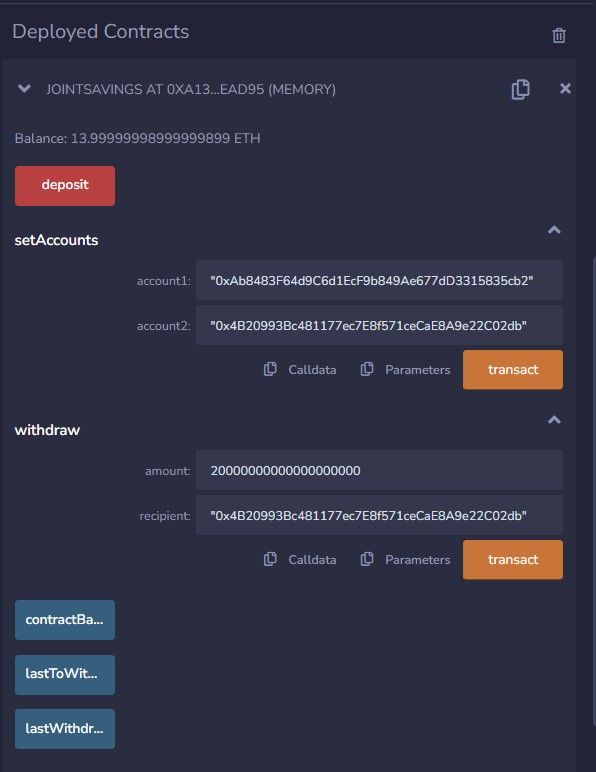 Deployed Contracts
JOINTSAVINGS AT 0XA13...EAD95 (MEMORY)
Balance: 13.99999998999999899 ETH
deposit
setAccounts
account1: "0xAb8483F64d9C6d1EcF9b849Ae677dD3315835cb2"
account2: "0x4B20993Bc481177ec7E8f571ceCaE8A9e22C02db"
Calldata Parameters transact
withdraw
amount: 20000000000000000000
recipient: "0x4B20993Bc481177ec7E8f571ceCaE8A9e22C02db"
Calldata Parameters transact
contractBa...
lastToWit...
lastWithdr...